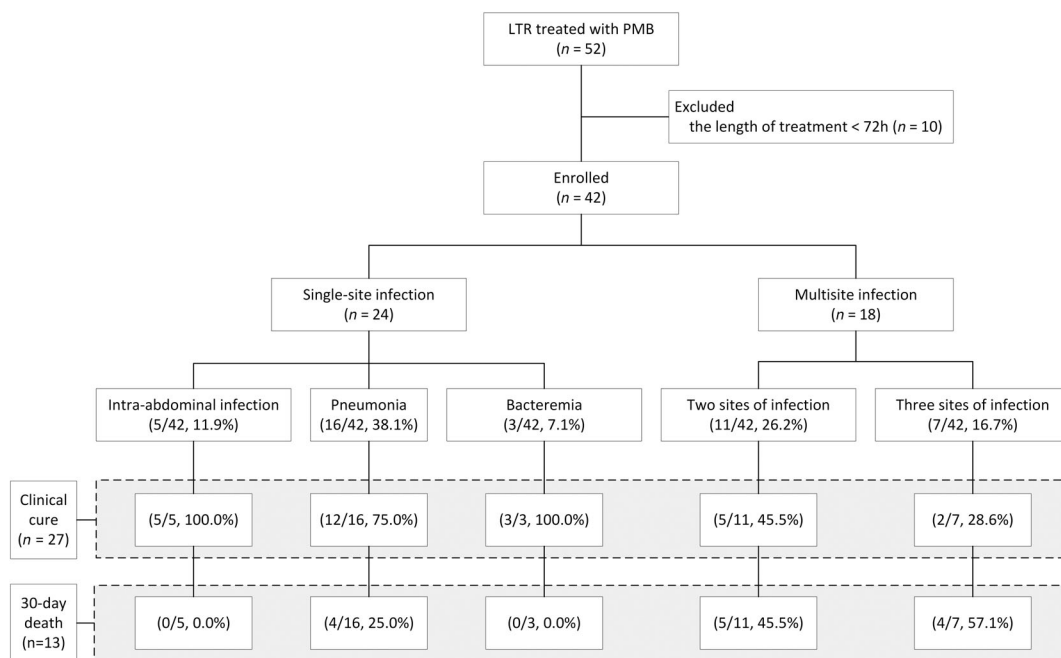 LTR treated with PMB
(n = 52)
Excluded
the length of treatment < 72h (n = 10)
Enrolled
(n = 42)
Single-site infection
(n = 24)
Multisite infection
(n = 18)
Intra-abdominal infection
(5/42, 11.9%)
Pneumonia
(16/42, 38.1%)
Bacteremia
(3/42, 7.1%)
Two sites of infection
(11/42, 26.2%)
Three sites of infection
(7/42, 16.7%)
Clinical
cure
(n = 27)
(5/5, 100.0%)
(12/16, 75.0%)
(3/3, 100.0%)
(5/11, 45.5%)
(2/7, 28.6%)
30-day
death
(n=13)
(0/5, 0.0%)
(4/16, 25.0%)
(0/3, 0.0%)
(5/11, 45.5%)
(4/7, 57.1%)